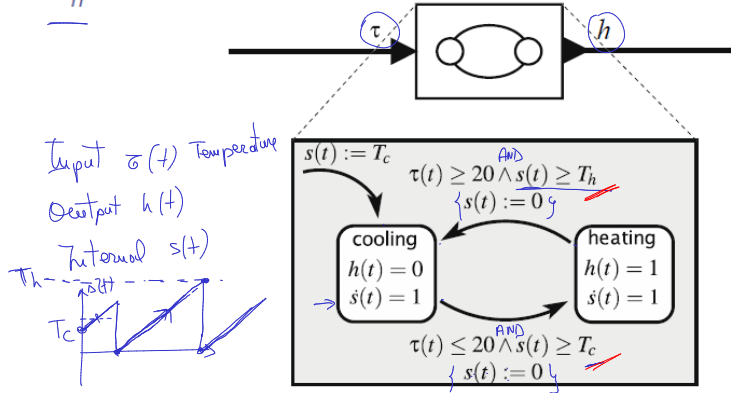 τ
h
Input τ(t) Temperature
Output h(t)
Internal s(t)
Th
s(t)
Tc
s(t) := Tc
AND
τ(t) ≥ 20 ∧ s(t) ≥ Th
{s(t) := 0}
cooling
h(t) = 0
ṡ(t) = 1
heating
h(t) = 1
ṡ(t) = 1
AND
τ(t) ≤ 20 ∧ s(t) ≥ Tc
{s(t) := 0}